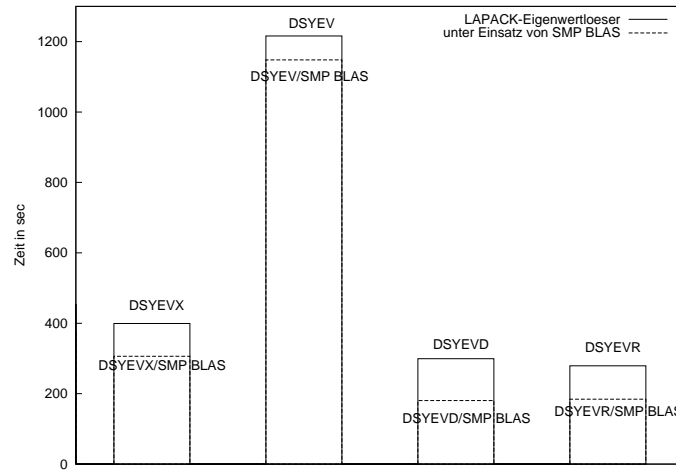 DSYEV
LAPACK-Eigenwertloeser
unter Einsatz von SMP BLAS
1200
DSYEV/SMP BLAS
1000
800
Zeit in sec
600
DSYEVX
400
DSYEVD
DSYEVR
DSYEVX/SMP BLAS
200
DSYEVD/SMP BLAS
DSYEVR/SMP BLAS
0